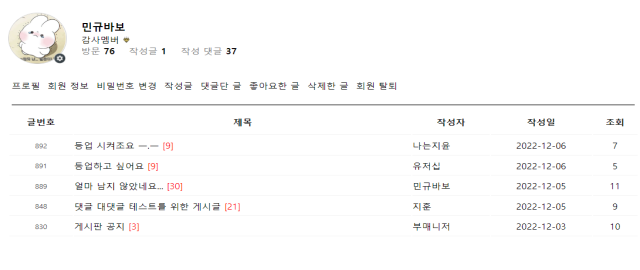 민규바보
감사멤버
방문 76 작성글 1 작성 댓글 37
프로필 회원 정보 비밀번호 변경 작성글 댓글단 글 좋아요한 글 삭제한 글 회원 탈퇴
글번호 제목 작성자 작성일 조회
892 등업 시켜조요 ㅡ.ㅡ [9] 나는지윤 2022-12-06 7
891 등업하고 싶어요 [9] 유저십 2022-12-06 5
889 얼마 남지 않았네요... [30] 민규바보 2022-12-05 11
848 댓글 대댓글 테스트를 위한 게시글 [21] 지훈 2022-12-05 9
830 게시판 공지 [3] 부매니저 2022-12-03 10